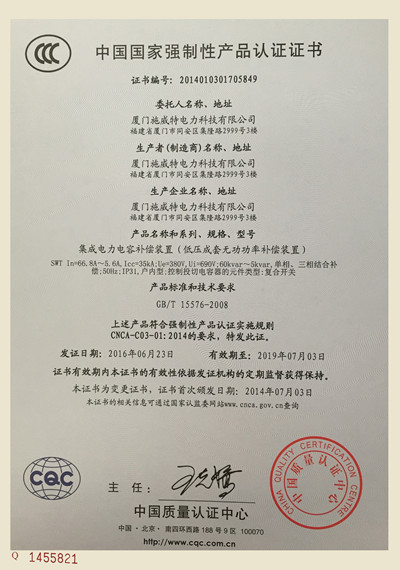 CCC
中国国家强制性产品认证证书
证书编号: 2014010301705849
委托人名称、地址
厦门施威特电力科技有限公司
福建省厦门市同安区集隆路2999号3楼
生产者(制造商)名称、地址
厦门施威特电力科技有限公司
福建省厦门市同安区集隆路2999号3楼
生产企业名称、地址
厦门施威特电力科技有限公司
福建省厦门市同安区集隆路2999号3楼
产品名称和系列、规格、型号
集成电力电容补偿装置(低压成套无功功率补偿装置)
SWT In=66.8A～5.6A,Icc=35kA;Ue=380V,Ui=690V;60kvar～5kvar,单相、三相结合补
偿;50Hz;IP31,户内型;控制投切电容器的元件类型:复合开关
产品标准和技术要求
GB/T 15576-2008
上述产品符合强制性产品认证实施规则
CNCA-C03-01:2014的要求,特发此证。
发证日期: 2016年06月23日 有效期至: 2019年07月03日
证书有效期内本证书的有效性依据发证机构的定期监督获得保持。
本证书为变更证书, 证书首次颁发日期: 2014年07月03日
本证书的相关信息可通过国家认监委网站www.cnca.gov.cn查询
CQC
主任:
中国质量认证中心
中国·北京·南四环西路188号9区 100070
http://www.cqc.com.cn
CHINA QUALITY CERTIFICATION CENTRE
中国质量认证中心
Q 1455821